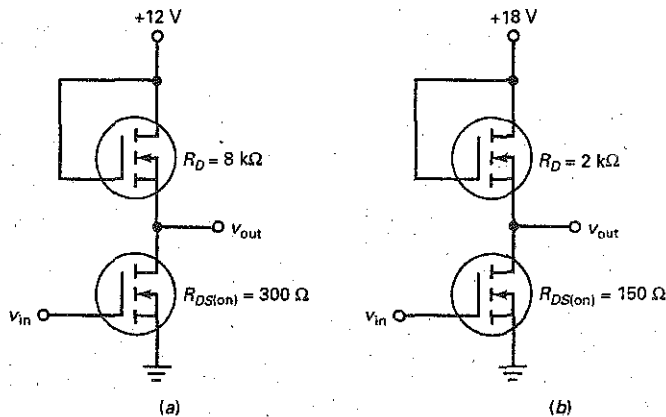 +12 V
R_D = 8 kΩ
v_out
R_DS(on) = 300 Ω
v_in
(a)
+18 V
R_D = 2 kΩ
v_out
R_DS(on) = 150 Ω
v_in
(b)